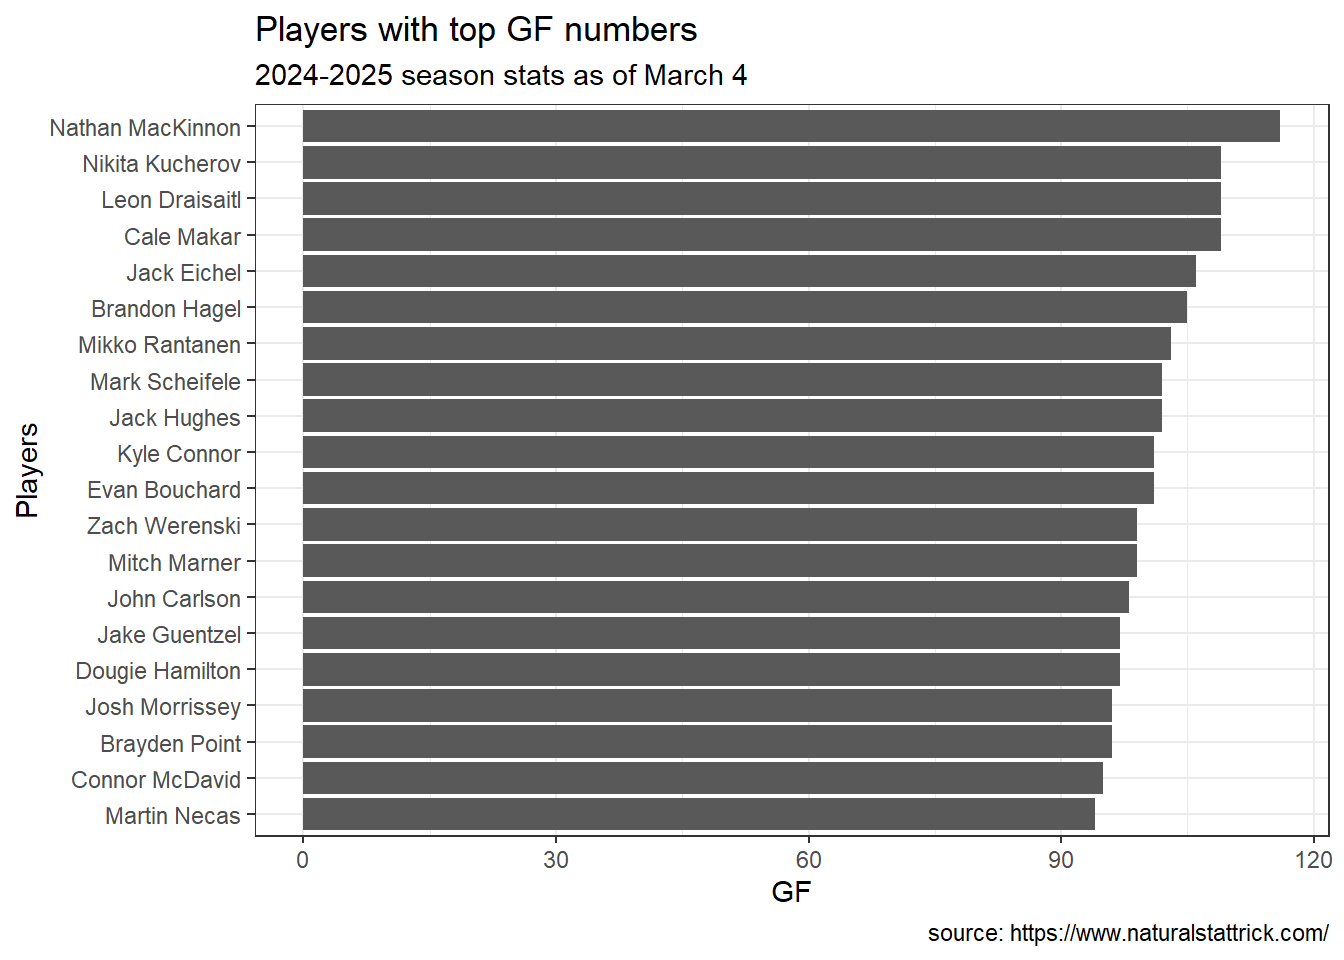 Players with top GF numbers
2024-2025 season stats as of March 4
Nathan MacKinnon
Nikita Kucherov
Leon Draisaitl
Cale Makar
Jack Eichel
Brandon Hagel
Mikko Rantanen
Mark Scheifele
Jack Hughes
Kyle Connor
Evan Bouchard
Zach Werenski
Mitch Marner
John Carlson
Jake Guentzel
Dougie Hamilton
Josh Morrissey
Brayden Point
Connor McDavid
Martin Necas
Players
0 30 60 90 120
GF
source: https://www.naturalstattrick.com/